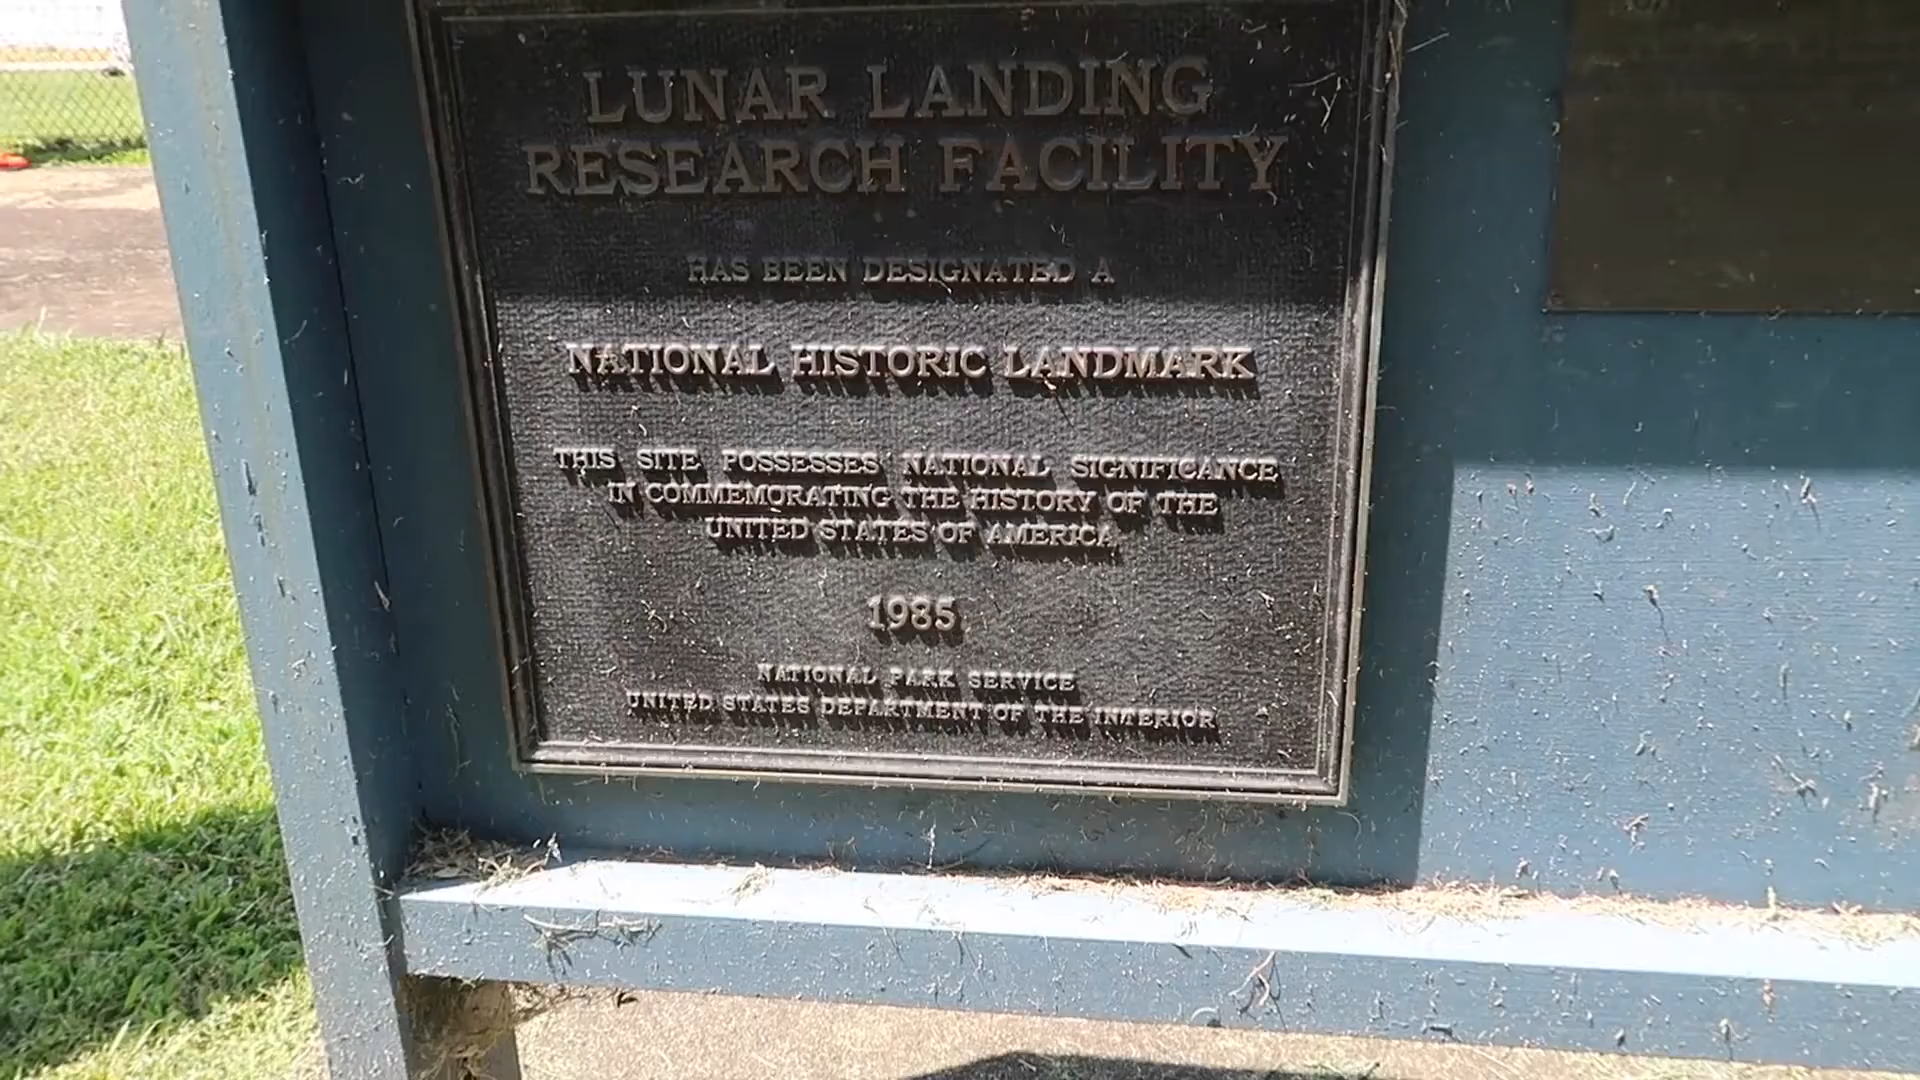 LUNAR LANDING
RESEARCH FACILITY
HAS BEEN DESIGNATED A
NATIONAL HISTORIC LANDMARK
THIS SITE POSSESSES NATIONAL SIGNIFICANCE
IN COMMEMORATING THE HISTORY OF THE
UNITED STATES OF AMERICA
1985
NATIONAL PARK SERVICE
UNITED STATES DEPARTMENT OF THE INTERIOR